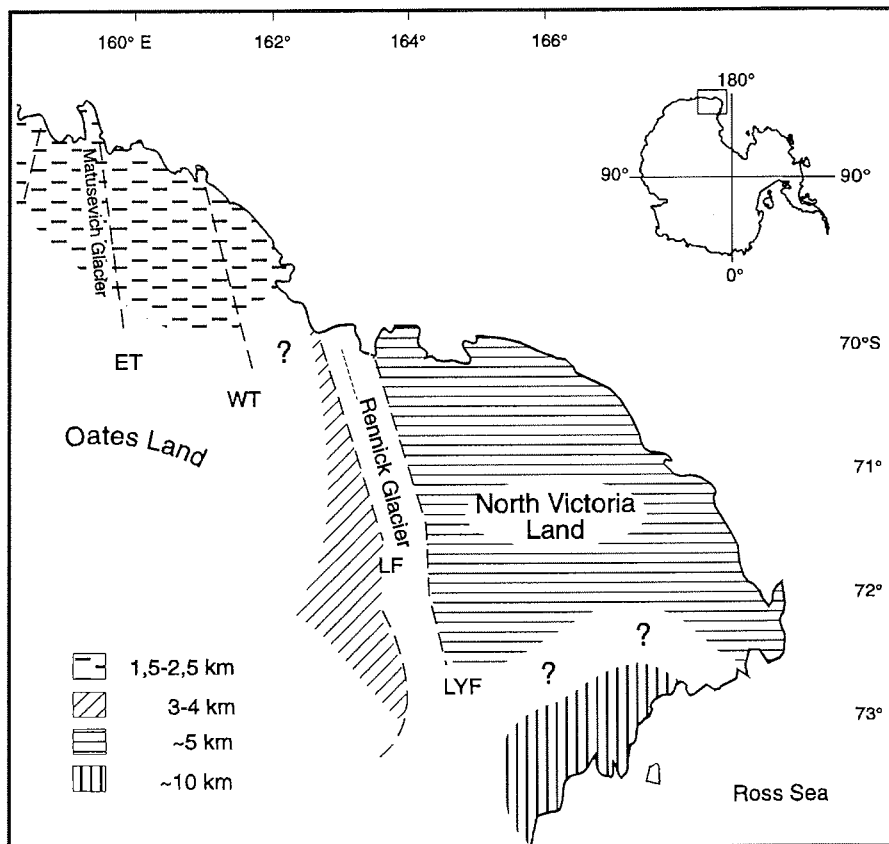 160° E
162°
164°
166°
180°
90°
90°
0°
Matusevich Glacier
ET
WT
?
70°S
Oates Land
Rennick Glacier
71°
North Victoria
Land
LF
72°
?
?
LYF
1,5-2,5 km
3-4 km
~5 km
~10 km
73°
Ross Sea